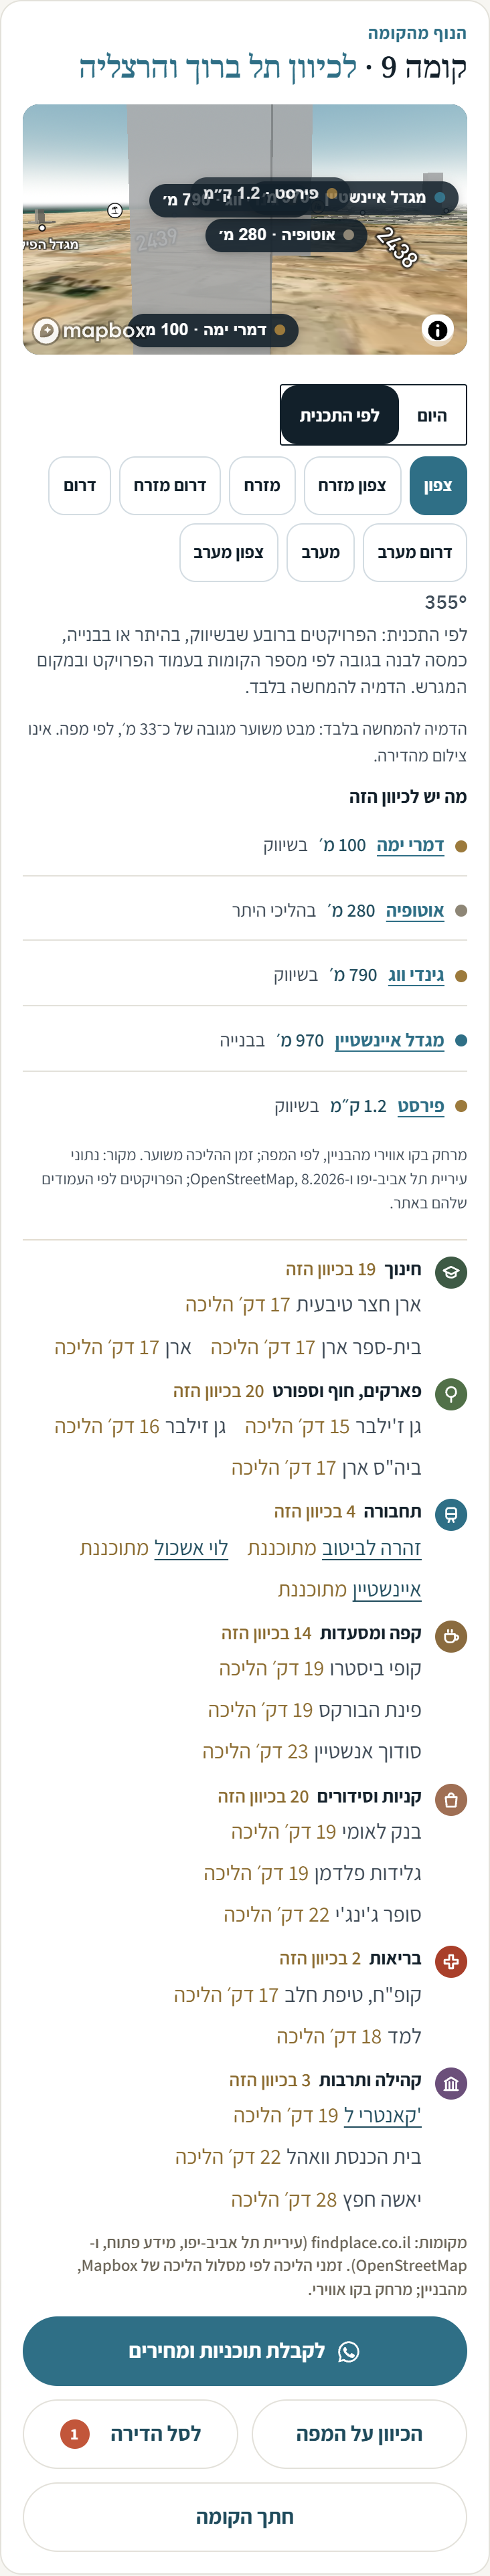 הנוף מהקומה
קומה 9 · לכיוון תל ברוך והרצליה
מגדל איינשטיין
פירסט · 1.2 ק״מ
אוטופיה · 280 מ׳
2439
2438
דמרי ימה · 100 מ׳
mapbox
היום
לפי התכנית
צפון
צפון מזרח
מזרח
דרום מזרח
דרום
דרום מערב
מערב
צפון מערב
355°
לפי התכנית: הפרויקטים ברובע שבשיווק, בהיתר או בבנייה,
כמסה לבנה בגובה לפי מספר הקומות בעמוד הפרויקט ובמקום
המגרש. הדמיה להמחשה בלבד.
הדמיה להמחשה בלבד: מבט משוער מגובה של כ־33 מ׳, לפי מפה. אינו
צילום מהדירה.
מה יש לכיוון הזה
דמרי ימה 100 מ׳ בשיווק
אוטופיה 280 מ׳ בהליכי היתר
גינדי ווג 790 מ׳ בשיווק
מגדל איינשטיין 970 מ׳ בבנייה
פירסט 1.2 ק״מ בשיווק
מרחק בקו אווירי מהבניין, לפי המפה; זמן ההליכה משוער. מקור: נתוני
עיריית תל אביב-יפו ו-OpenStreetMap, 8.2026; הפרויקטים לפי העמודים
שלהם באתר.
חינוך 19 בכיוון הזה
ארן חצר טיבעית 17 דק׳ הליכה
בית-ספר ארן 17 דק׳ הליכה ארן 17 דק׳ הליכה
פארקים, חוף וספורט 20 בכיוון הזה
גן ז'ילבר 15 דק׳ הליכה גן זילבר 16 דק׳ הליכה
ביה"ס ארן 17 דק׳ הליכה
תחבורה 4 בכיוון הזה
זהרה לביטוב מתוכננת לוי אשכול מתוכננת
איינשטיין מתוכננת
קפה ומסעדות 14 בכיוון הזה
קופי ביסטרו 19 דק׳ הליכה
פינת הבורקס 19 דק׳ הליכה
סודוך אנשטיין 23 דק׳ הליכה
קניות וסידורים 20 בכיוון הזה
בנק לאומי 19 דק׳ הליכה
גלידות פלדמן 19 דק׳ הליכה
סופר ג'ינג'י 22 דק׳ הליכה
בריאות 2 בכיוון הזה
קופ"ח, טיפת חלב 17 דק׳ הליכה
למד 18 דק׳ הליכה
קהילה ותרבות 3 בכיוון הזה
קאנטרי ל' 19 דק׳ הליכה
בית הכנסת וואהל 22 דק׳ הליכה
יאשה חפץ 28 דק׳ הליכה
מקומות: findplace.co.il (עיריית תל אביב-יפו, מידע פתוח, ו-
OpenStreetMap). זמני הליכה לפי מסלול הליכה של Mapbox,
מהבניין; מרחק בקו אווירי.
לקבלת תוכניות ומחירים
הכיוון על המפה
לסל הדירה 1
חתך הקומה